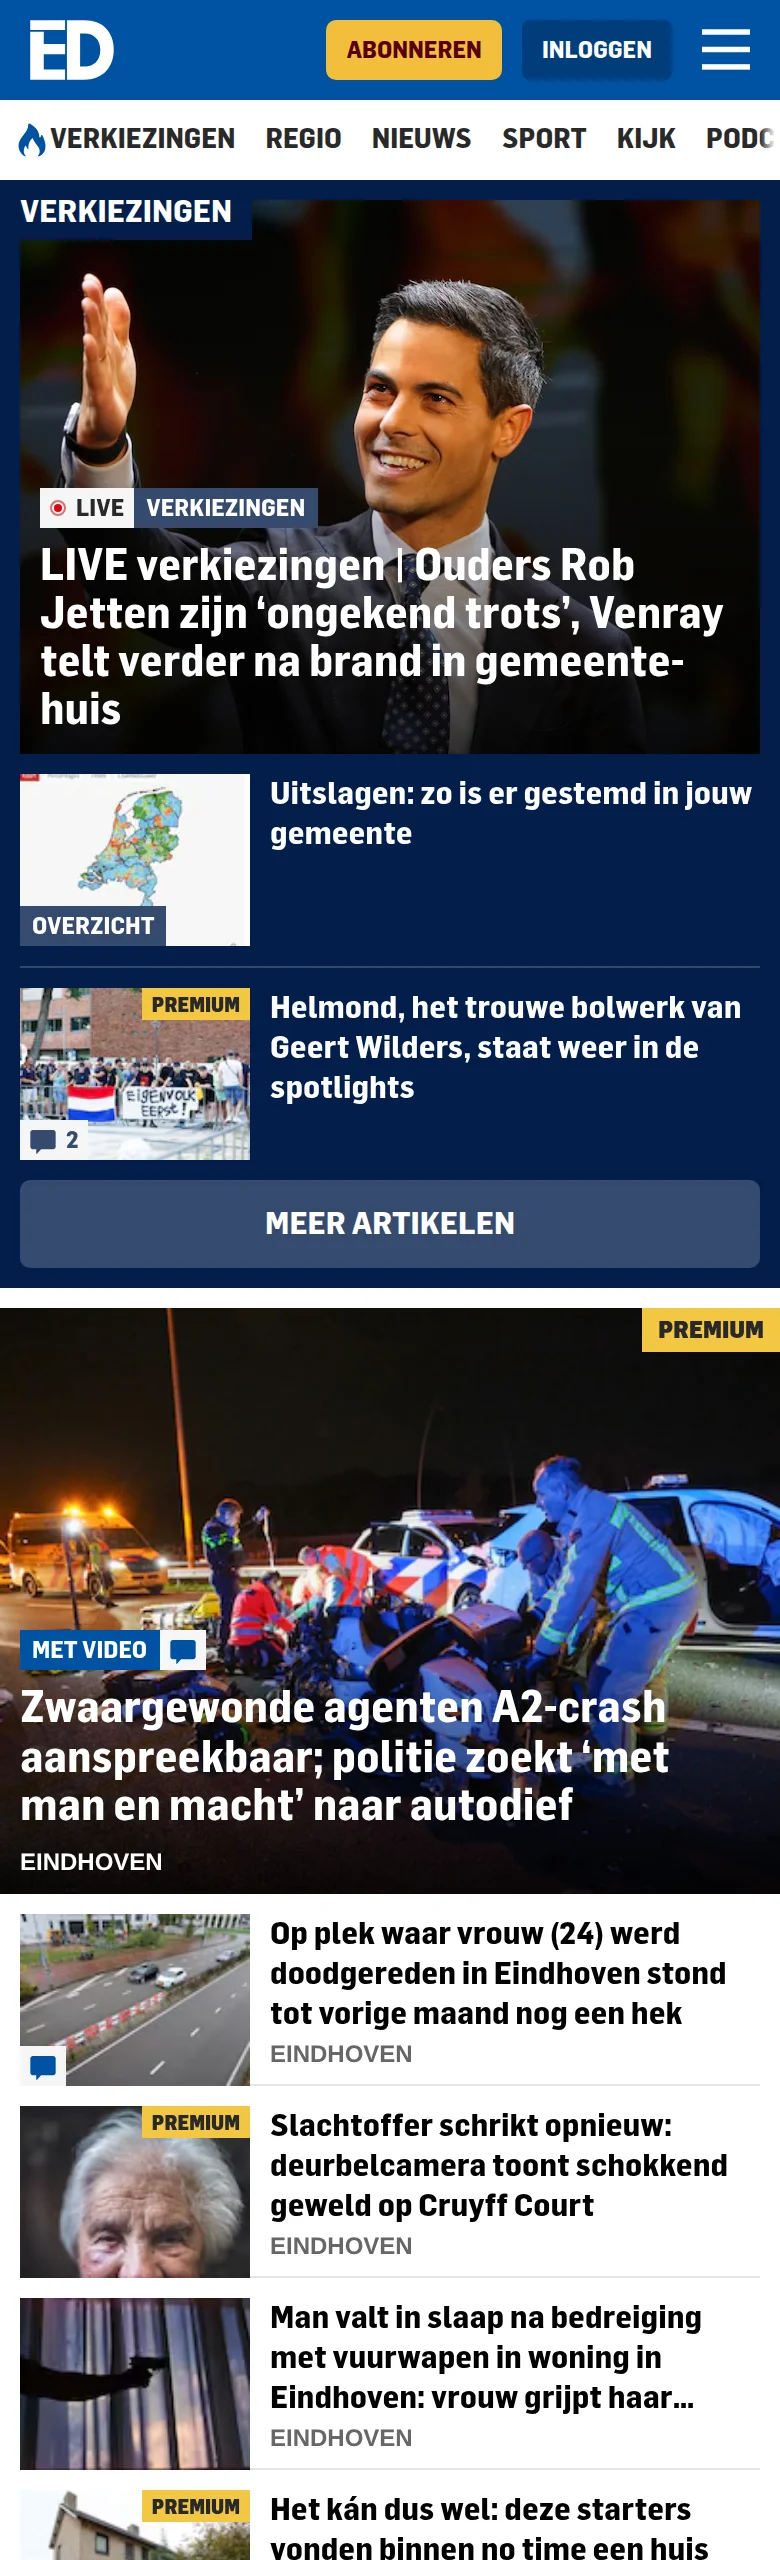 ED
ABONNEREN
INLOGGEN
VERKIEZINGEN REGIO NIEUWS SPORT KIJK PODC
VERKIEZINGEN
LIVE VERKIEZINGEN
LIVE verkiezingen | Ouders Rob
Jetten zijn ‘ongekend trots’, Venray
telt verder na brand in gemeente-
huis
OVERZICHT
Uitslagen: zo is er gestemd in jouw
gemeente
PREMIUM
EIGEN VOLK
EERST!
2
Helmond, het trouwe bolwerk van
Geert Wilders, staat weer in de
spotlights
MEER ARTIKELEN
PREMIUM
MET VIDEO
Zwaargewonde agenten A2-crash
aanspreekbaar; politie zoekt ‘met
man en macht’ naar autodief
EINDHOVEN
Op plek waar vrouw (24) werd
doodgereden in Eindhoven stond
tot vorige maand nog een hek
EINDHOVEN
PREMIUM
Slachtoffer schrikt opnieuw:
deurbelcamera toont schokkend
geweld op Cruyff Court
EINDHOVEN
Man valt in slaap na bedreiging
met vuurwapen in woning in
Eindhoven: vrouw grijpt haar...
EINDHOVEN
PREMIUM
Het kán dus wel: deze starters
vonden binnen no time een huis